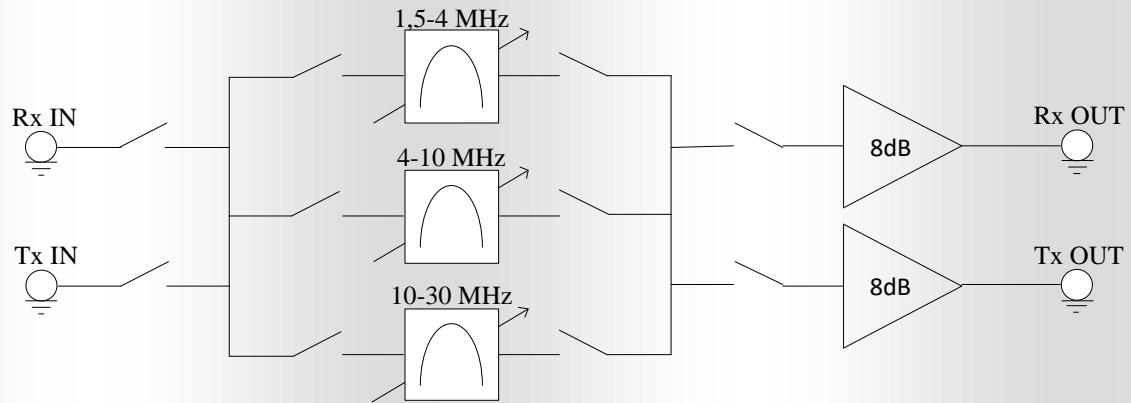 1,5-4 MHz
Rx IN
Rx OUT
8dB
4-10 MHz
Tx IN
Tx OUT
8dB
10-30 MHz